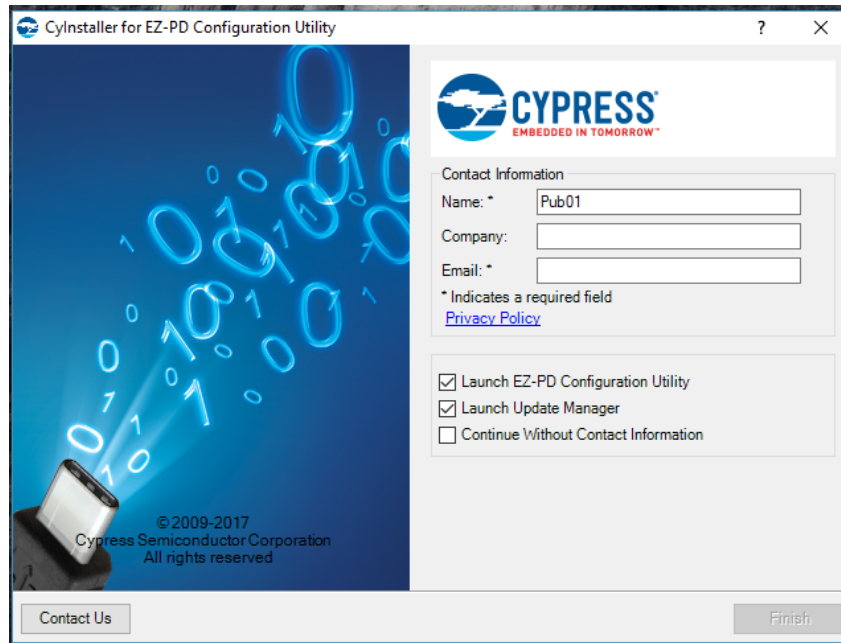 CyInstaller for EZ-PD Configuration Utility
?
CYPRESS
EMBEDDED IN TOMORROW™
Contact Information
Name: *
Pub01
Company:
Email: *
* Indicates a required field
Privacy Policy
Launch EZ-PD Configuration Utility
Launch Update Manager
Continue Without Contact Information
© 2009-2017
Cypress Semiconductor Corporation
All rights reserved
Contact Us
Finish